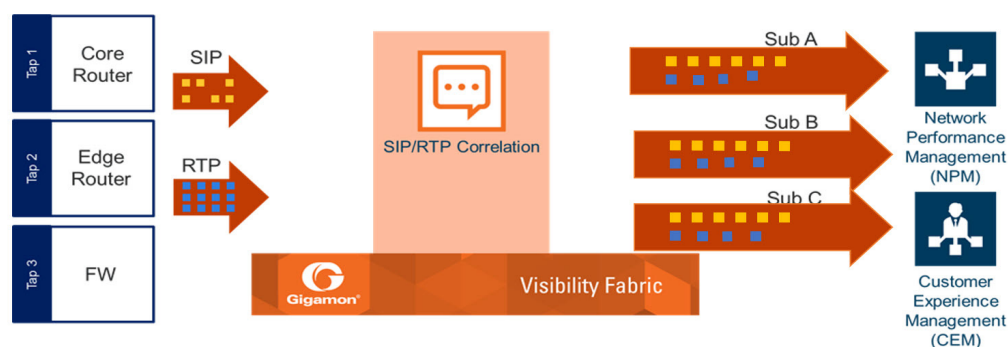 Tap 1
Core
Router
Tap 2
Edge
Router
Tap 3
FW
SIP
RTP
SIP/RTP Correlation
Gigamon®
Visibility Fabric
Sub A
Sub B
Sub C
Network
Performance
Management
(NPM)
Customer
Experience
Management
(CEM)